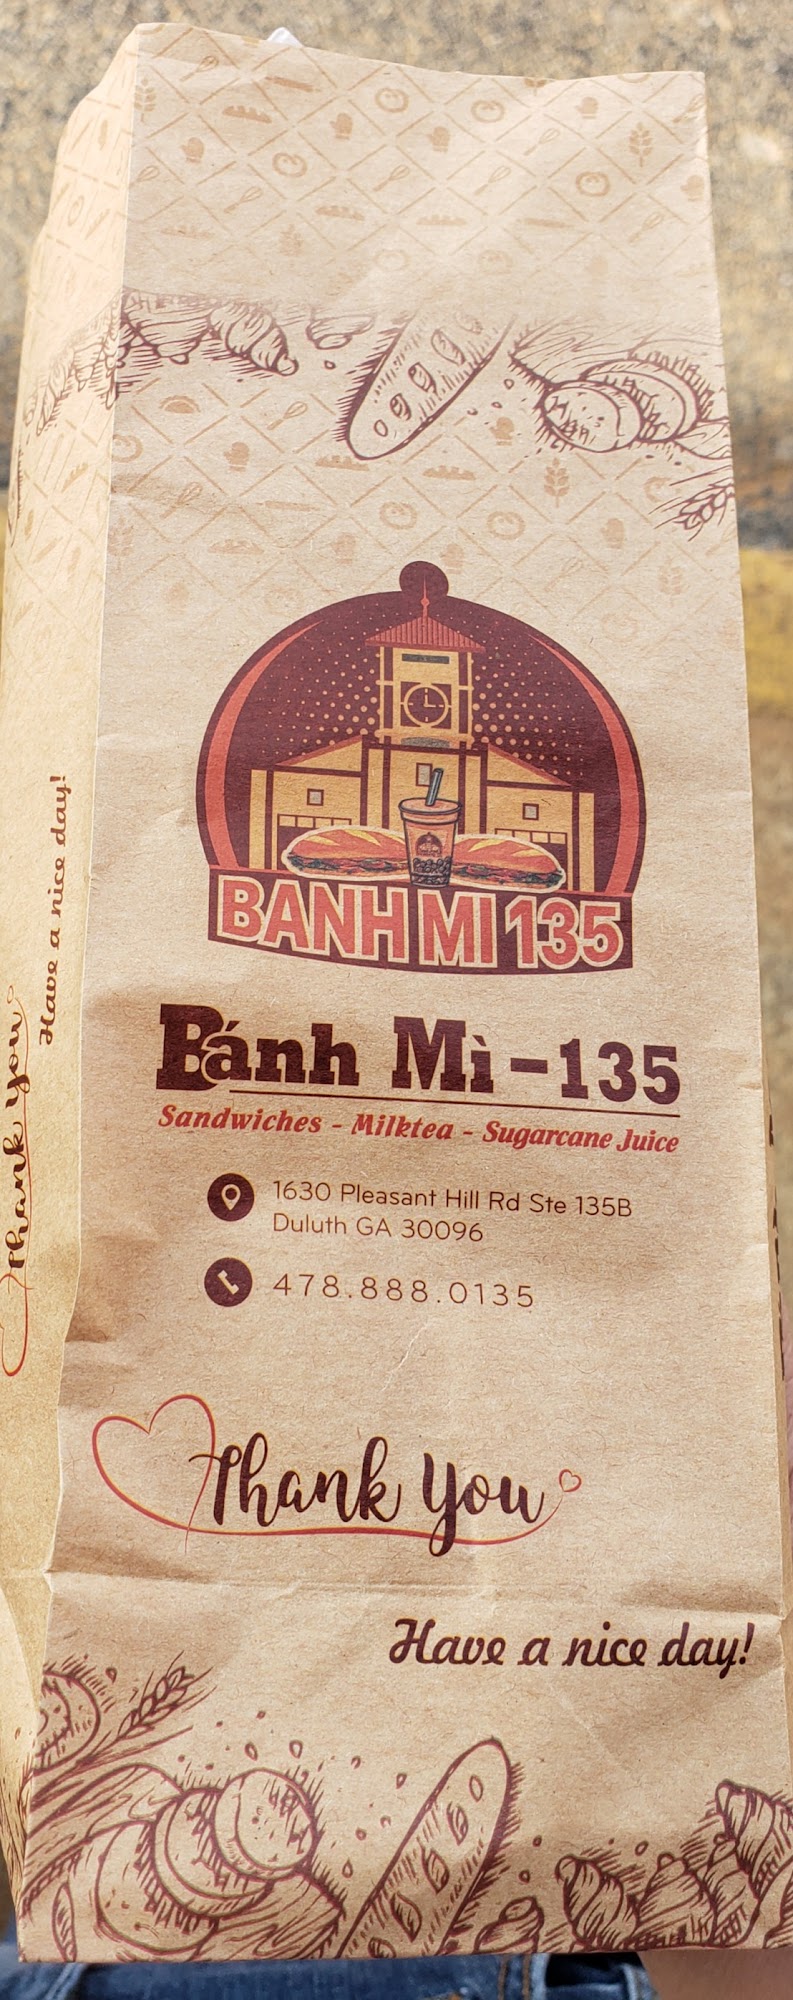 BANH MI 135
Bánh Mì - 135
Sandwiches - Milktea - Sugarcane Juice
1630 Pleasant Hill Rd Ste 135B
Duluth GA 30096
478.888.0135
Thank You
Have a nice day!
Thank You
Have a nice day!